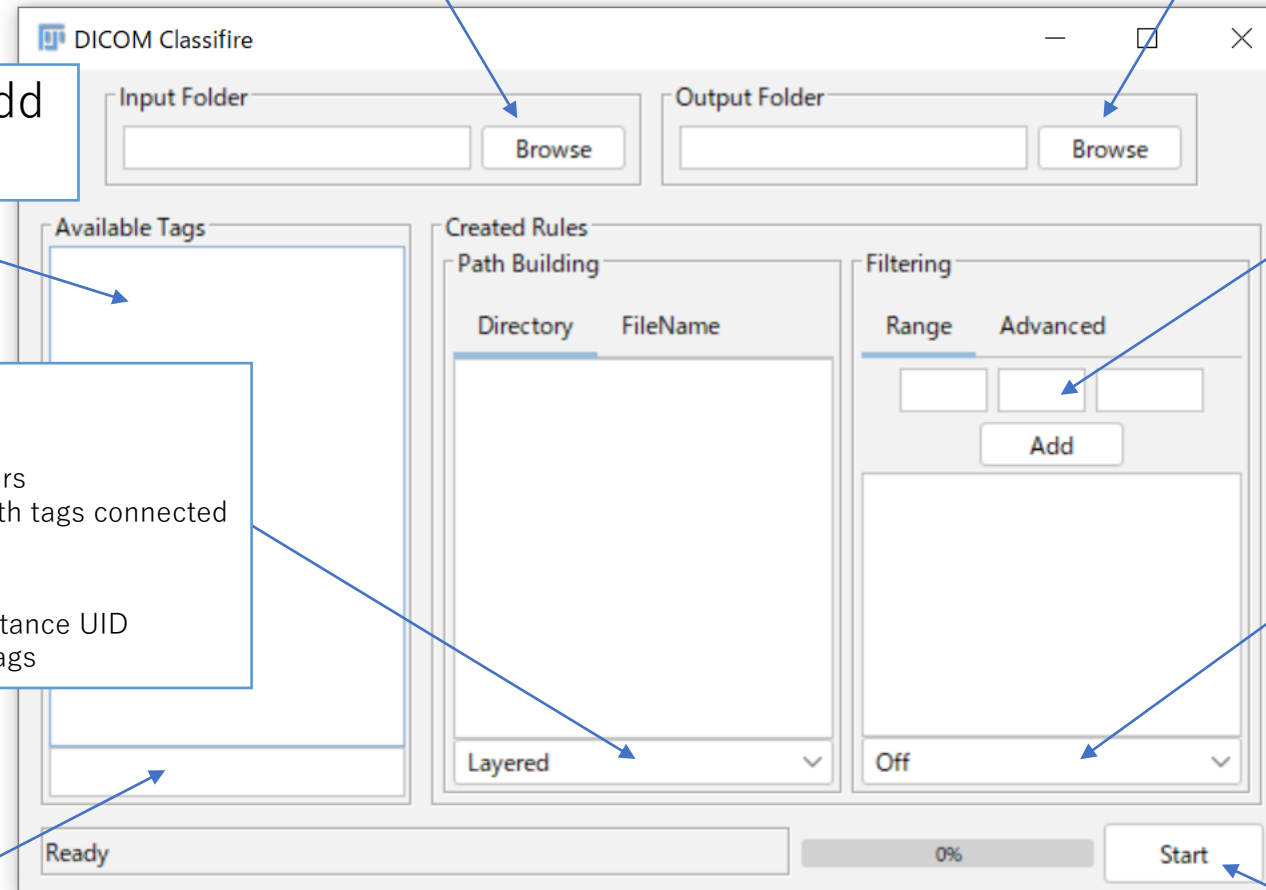 DICOM Classifire
dd
Input Folder
Browse
Output Folder
Browse
Available Tags
Created Rules
Path Building
Directory
FileName
Filtering
Range
Advanced
Add
rs
th tags connected
tance UID
ags
Layered
Off
Ready
0%
Start